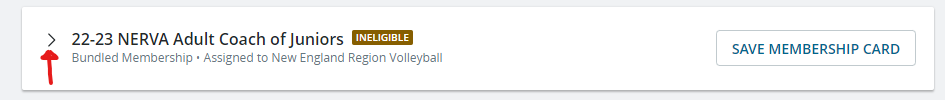 22-23 NERVA Adult Coach of Juniors INELIGIBLE
Bundled Membership • Assigned to New England Region Volleyball
SAVE MEMBERSHIP CARD